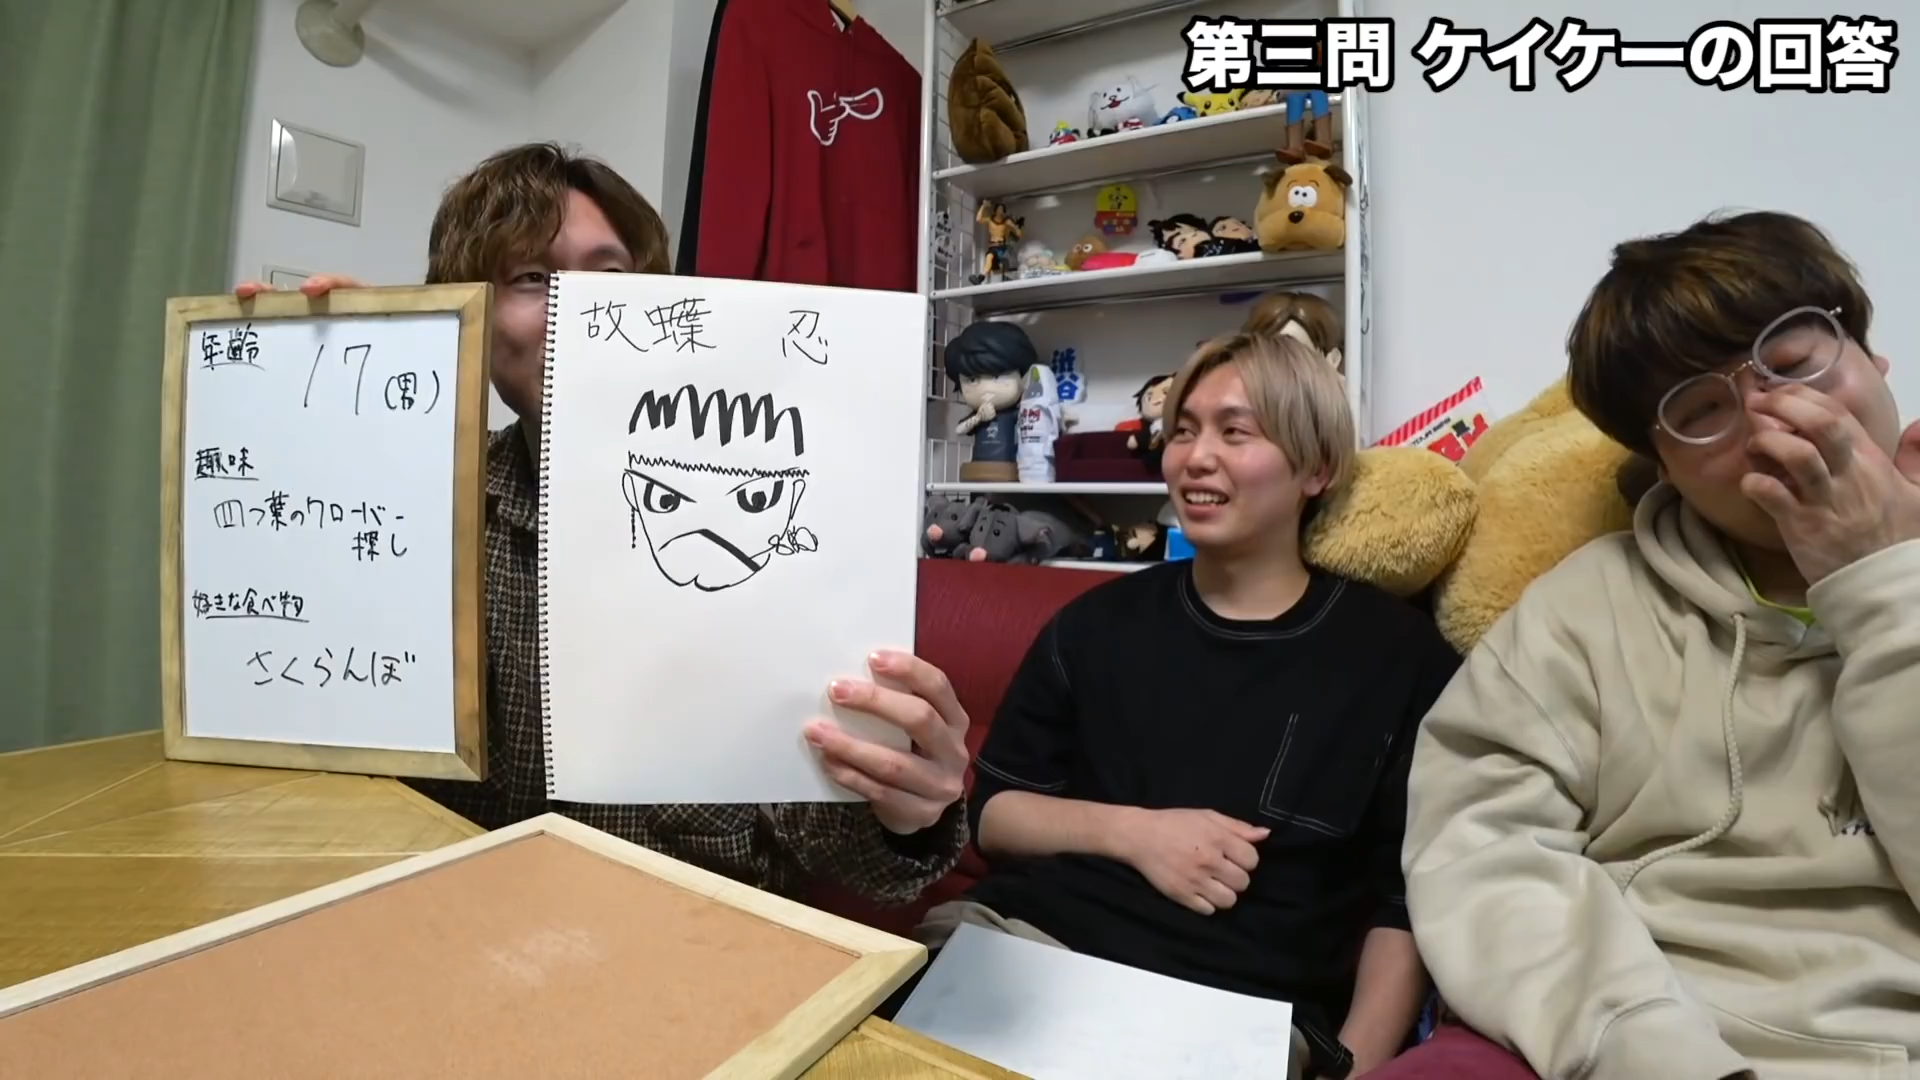 第三問 ケイケーの回答
年齢
17(男)
趣味
四つ葉のクローバー
探し
好きな食べ物
さくらんぼ
故蝶 忍
渋谷